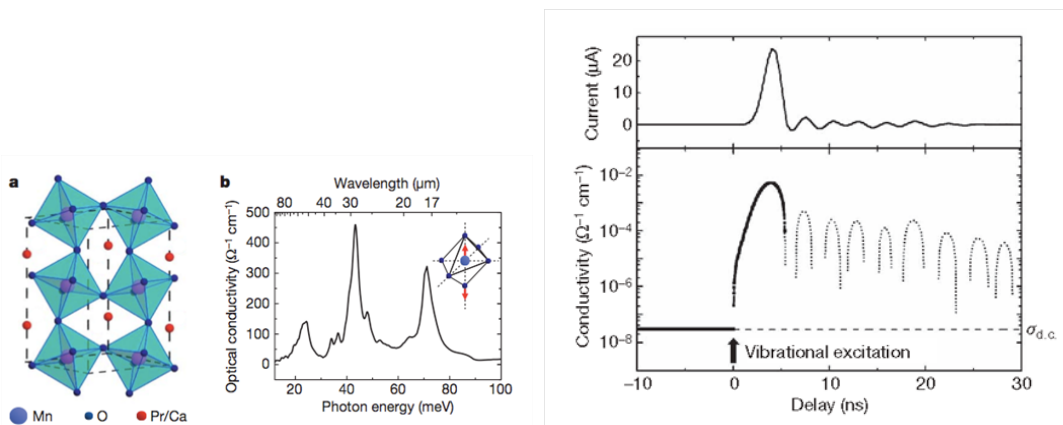 a
Mn O Pr/Ca
b
Wavelength (μm)
80 40 30 20 17
Optical conductivity (Ω⁻¹ cm⁻¹)
500
400
300
200
100
0
20 40 60 80 100
Photon energy (meV)
Current (μA)
20
10
0
Conductivity (Ω⁻¹ cm⁻¹)
10⁻²
10⁻⁴
10⁻⁶
10⁻⁸
σd.c.
Vibrational excitation
−10 0 10 20 30
Delay (ns)